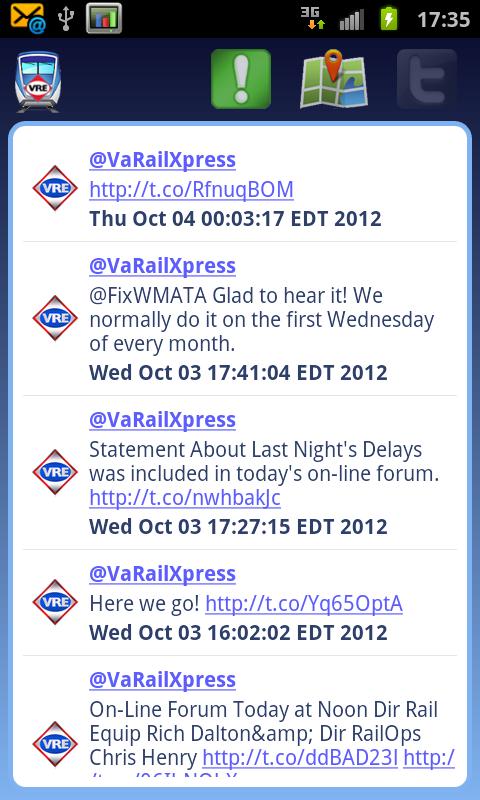 3G 17:35
VRE
@VaRailXpress
http://t.co/RfnuqBOM
VRE
Thu Oct 04 00:03:17 EDT 2012
@VaRailXpress
@FixWMATA Glad to hear it! We
normally do it on the first Wednesday
VRE
of every month.
Wed Oct 03 17:41:04 EDT 2012
@VaRailXpress
Statement About Last Night's Delays
was included in today's on-line forum.
VRE
http://t.co/nwhbakJc
Wed Oct 03 17:27:15 EDT 2012
@VaRailXpress
Here we go! http://t.co/Yq65OptA
VRE
Wed Oct 03 16:02:02 EDT 2012
@VaRailXpress
On-Line Forum Today at Noon Dir Rail
Equip Rich Dalton&amp; Dir RailOps
VRE
Chris Henry http://t.co/ddBAD23l http:/